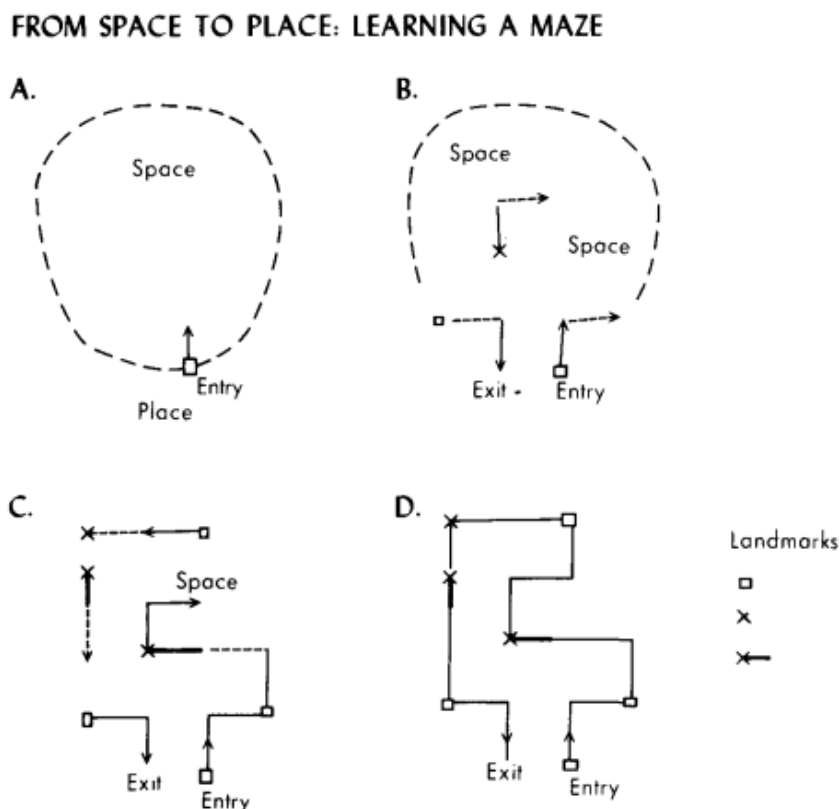 FROM SPACE TO PLACE: LEARNING A MAZE
A.
Space
Entry
Place
B.
Space
Space
Exit
Entry
C.
Space
Exit
Entry
D.
Exit
Entry
Landmarks